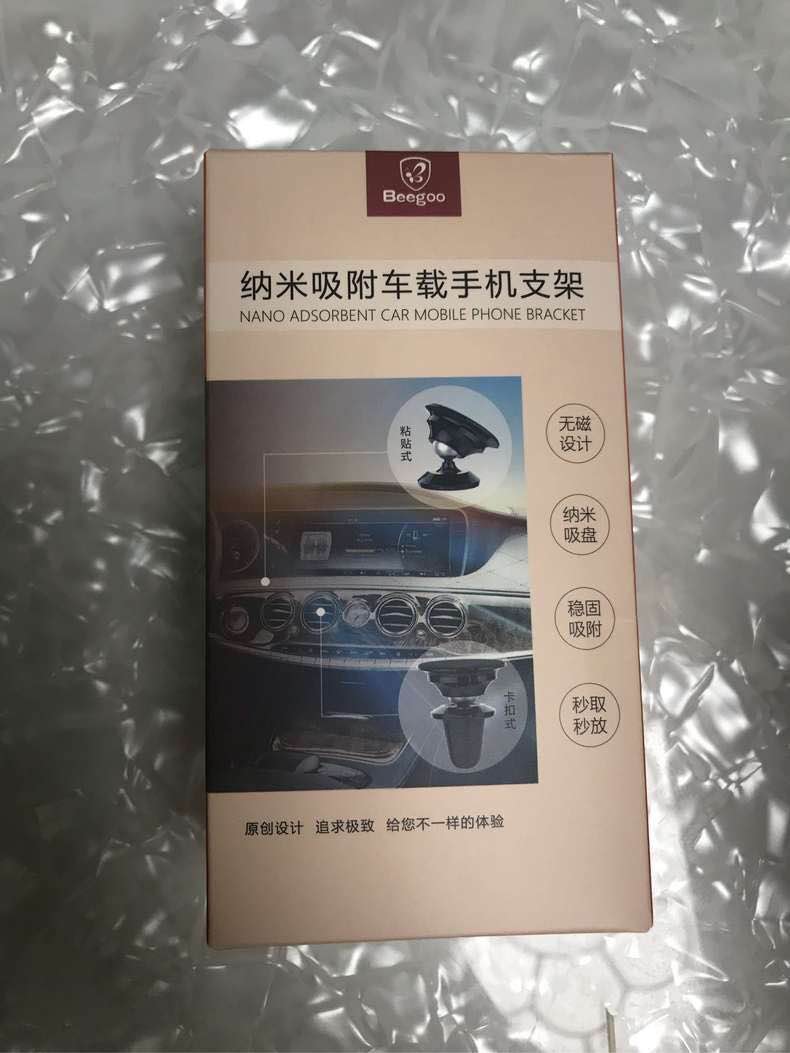 Beegoo
纳米吸附车载手机支架
NANO ADSORBENT CAR MOBILE PHONE BRACKET
粘贴式
无磁
设计
纳米
吸盘
稳固
吸附
卡扣式
秒取
秒放
原创设计 追求极致 给您不一样的体验